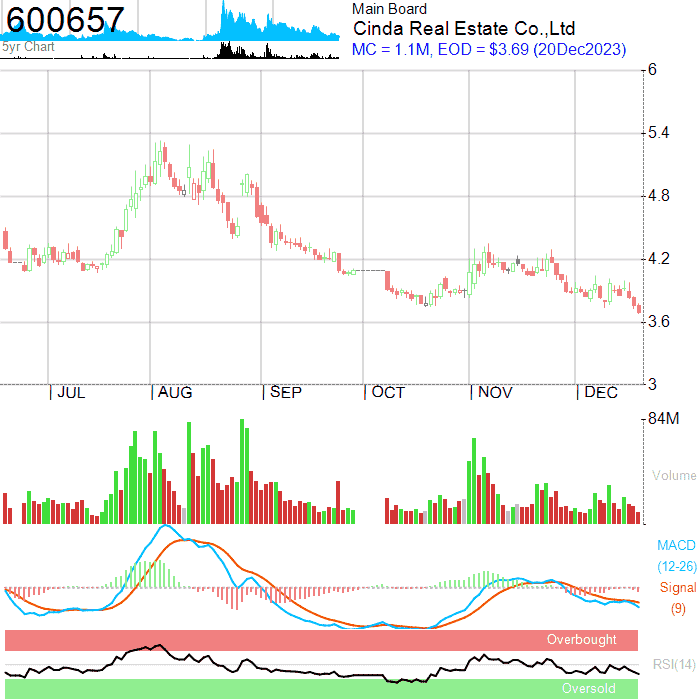 600657
5yr Chart
Main Board
Cinda Real Estate Co.,Ltd
MC = 1.1M, EOD = $3.69 (20Dec2023)
6
5.4
4.8
4.2
3.6
3
JUL AUG SEP OCT NOV DEC
84M
Volume
MACD
(12-26)
Signal
(9)
Overbought
RSI(14)
Oversold